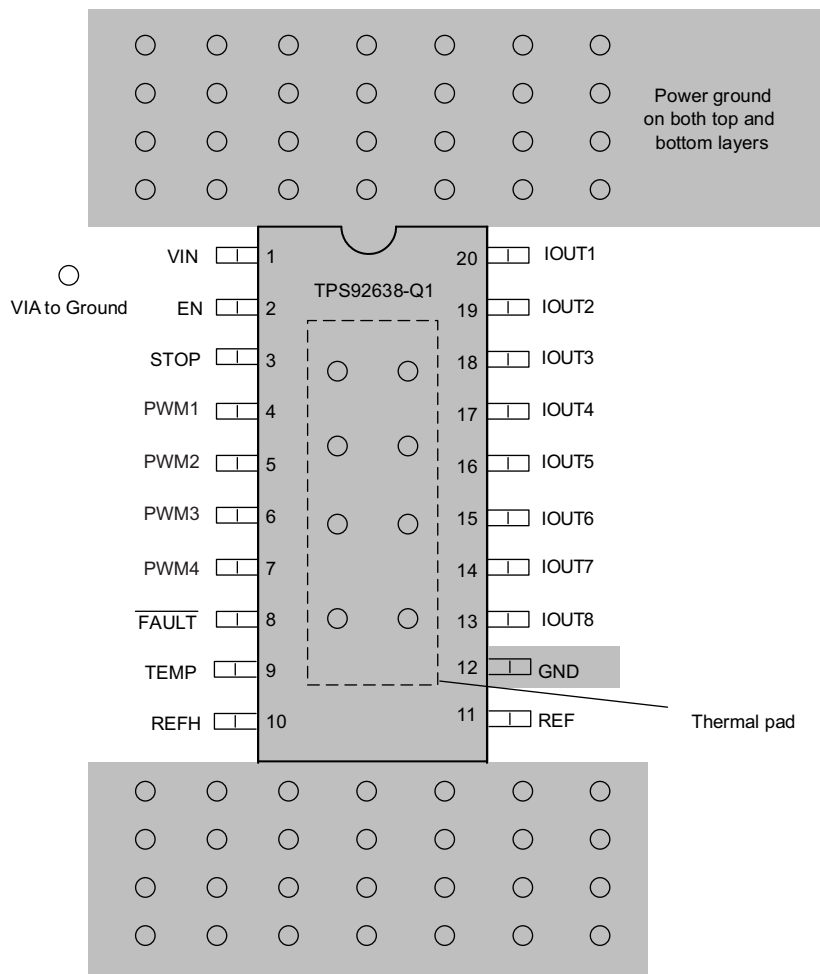 Power ground
on both top and
bottom layers
VIA to Ground
TPS92638-Q1
VIN 1
EN 2
STOP 3
PWM1 4
PWM2 5
PWM3 6
PWM4 7
FAULT 8
TEMP 9
REFH 10
20 IOUT1
19 IOUT2
18 IOUT3
17 IOUT4
16 IOUT5
15 IOUT6
14 IOUT7
13 IOUT8
12 GND
11 REF
Thermal pad